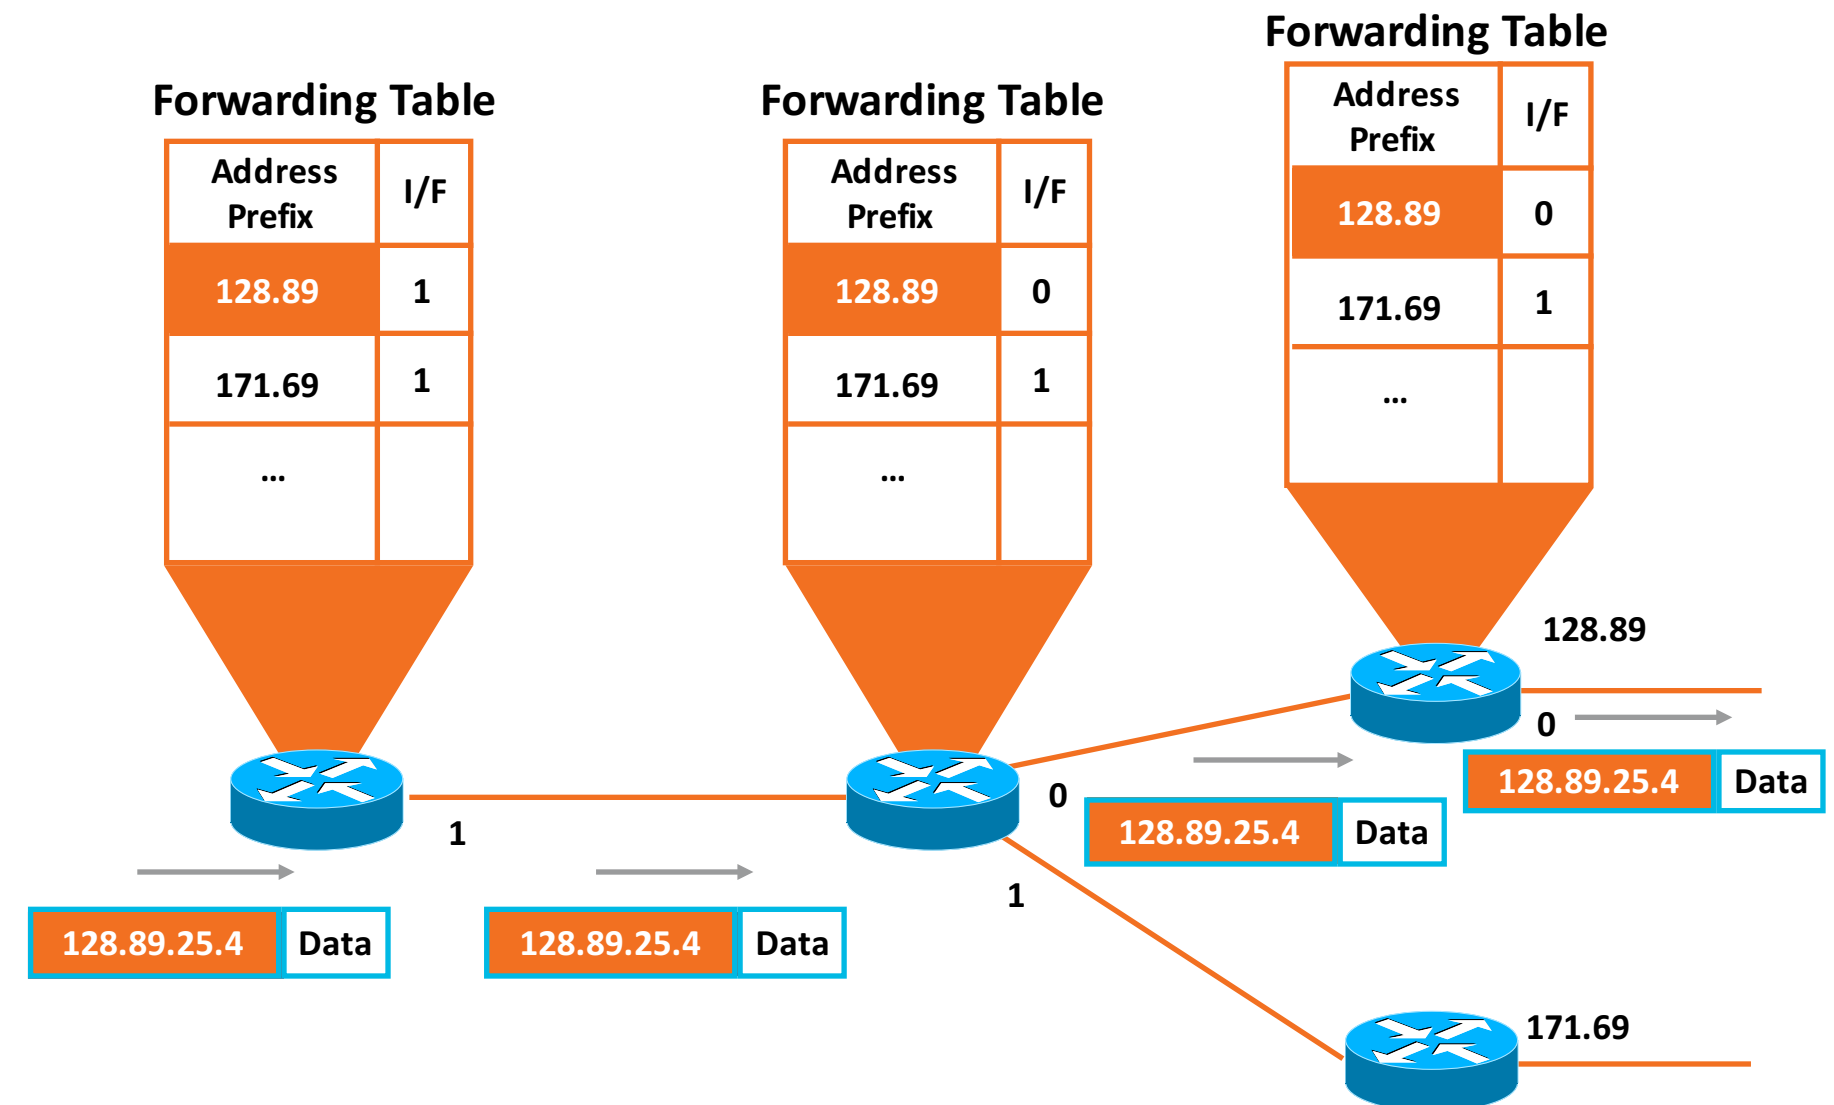 Forwarding Table
Address
Prefix
I/F
128.89
1
171.69
1
...
Forwarding Table
Address
Prefix
I/F
128.89
0
171.69
1
...
Forwarding Table
Address
Prefix
I/F
128.89
0
171.69
1
...
128.89
0
128.89.25.4 Data
0
128.89.25.4 Data
1
1
128.89.25.4 Data
128.89.25.4 Data
171.69